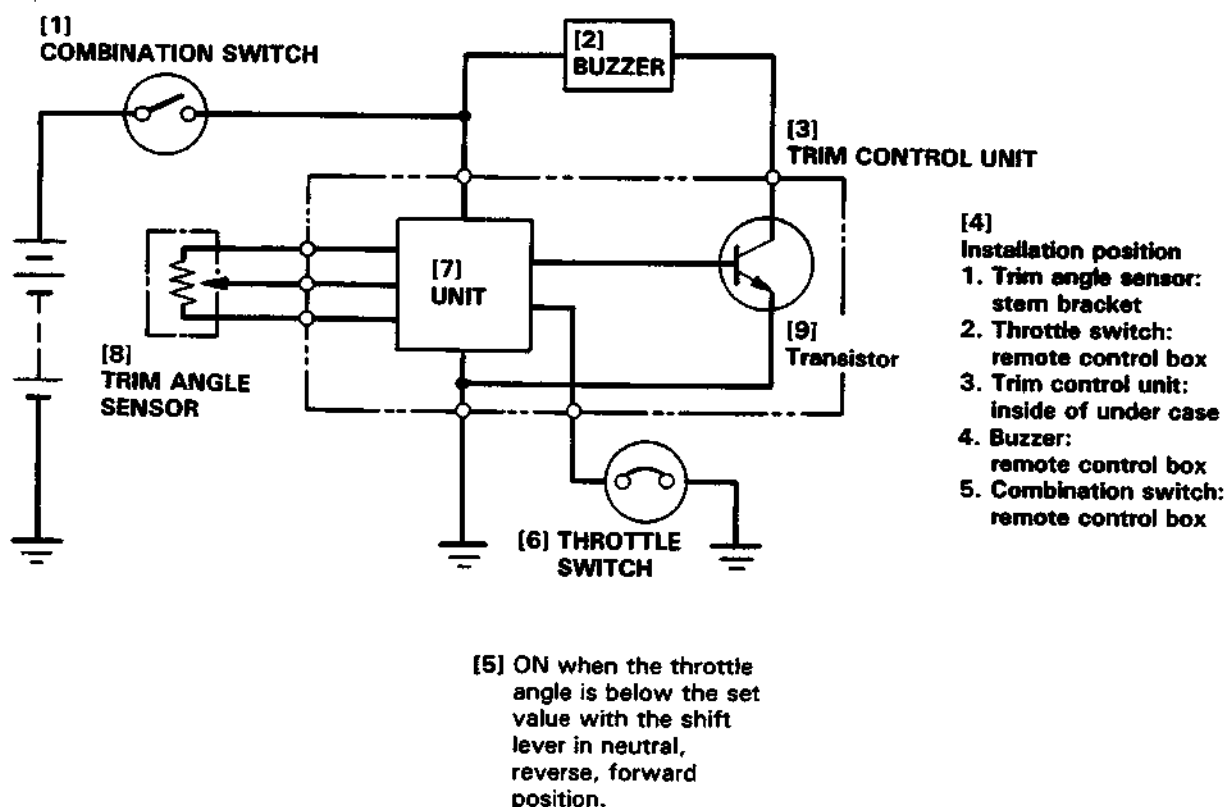 [1]
COMBINATION SWITCH
[2]
BUZZER
[3]
TRIM CONTROL UNIT
[4]
Installation position
1. Trim angle sensor:
stern bracket
2. Throttle switch:
remote control box
3. Trim control unit:
inside of under case
4. Buzzer:
remote control box
5. Combination switch:
remote control box
[7]
UNIT
[8]
TRIM ANGLE
SENSOR
[9]
Transistor
[6] THROTTLE
SWITCH
[5] ON when the throttle
angle is below the set
value with the shift
lever in neutral,
reverse, forward
position.